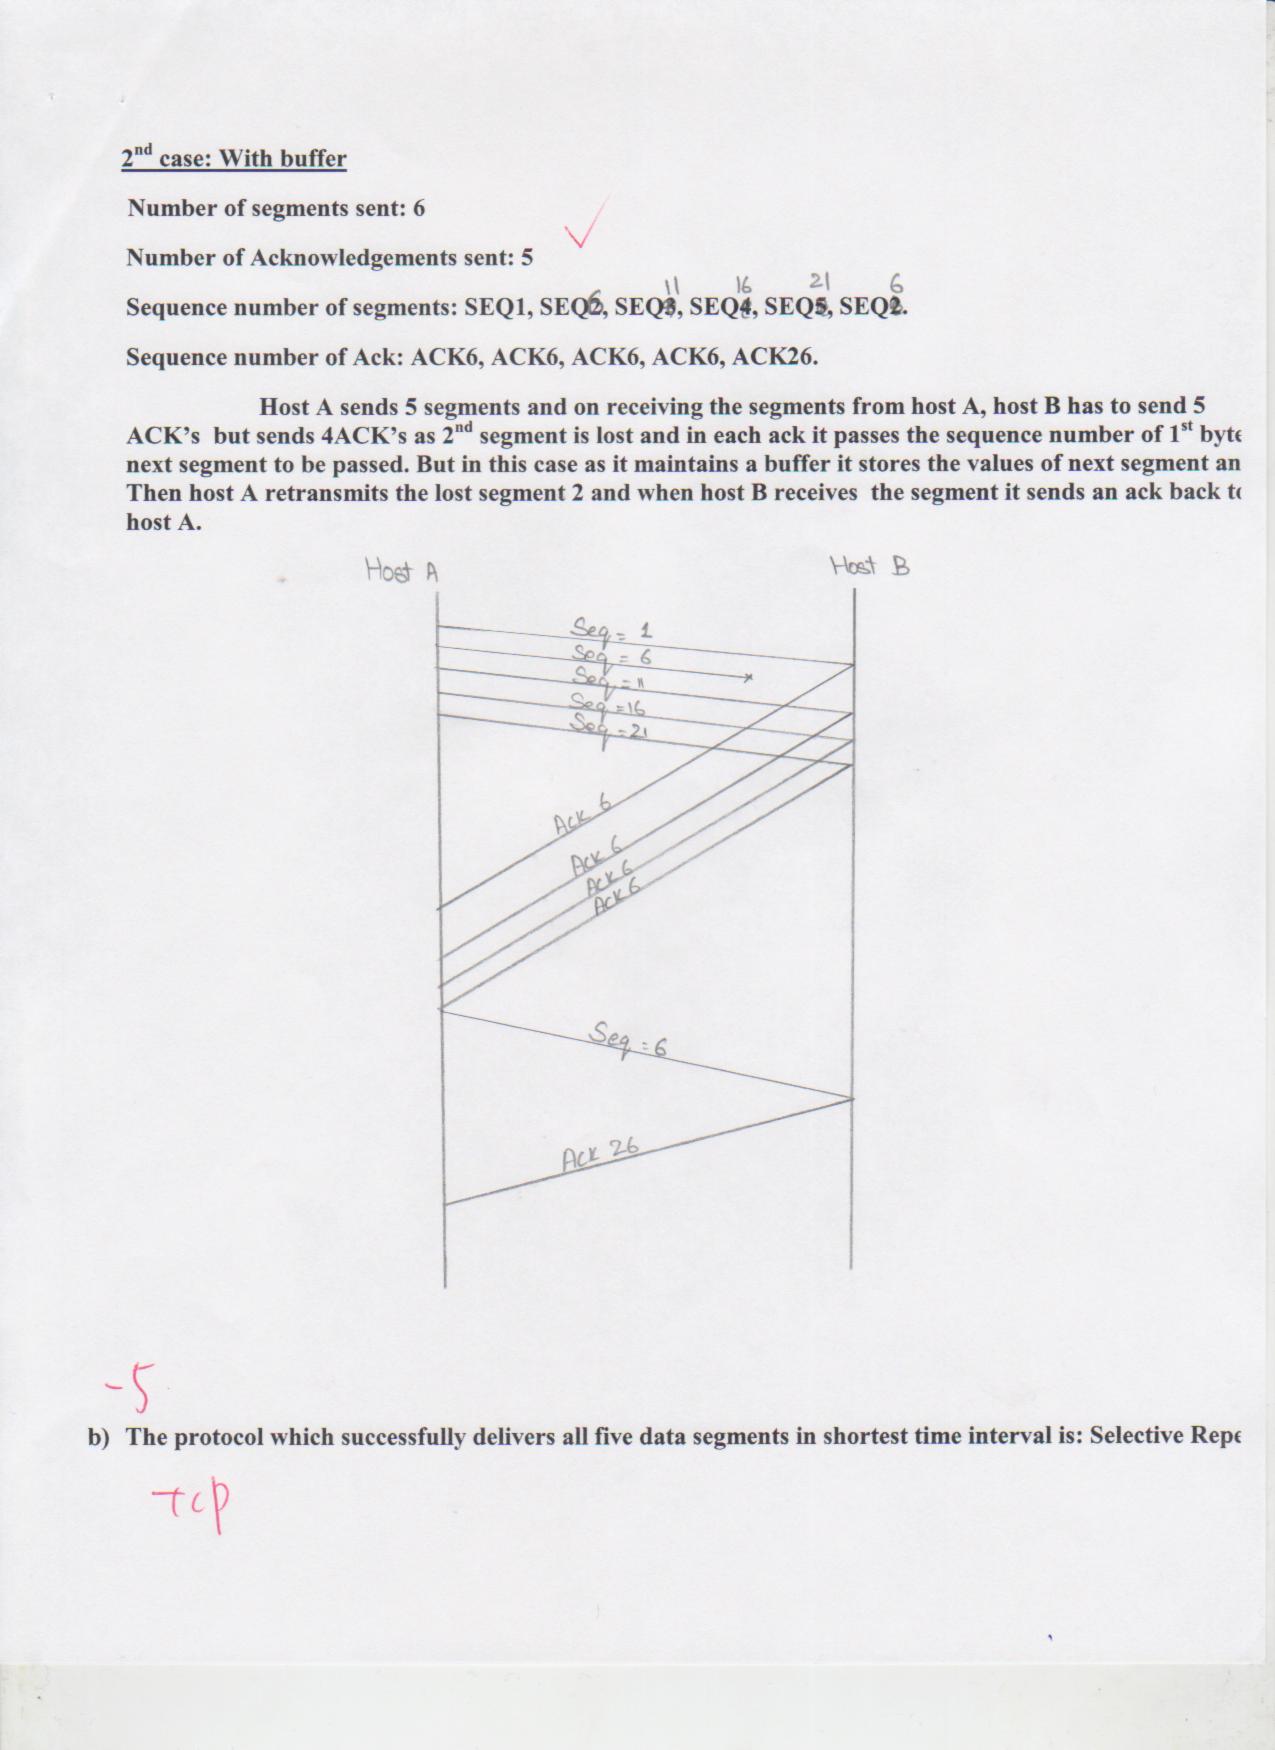 2nd case: With buffer
Number of segments sent: 6
Number of Acknowledgements sent: 5
11 16 21 6
Sequence number of segments: SEQ1, SEQ6, SEQ3, SEQ4, SEQ5, SEQ2.
Sequence number of Ack: ACK6, ACK6, ACK6, ACK6, ACK26.
Host A sends 5 segments and on receiving the segments from host A, host B has to send 5
ACK's but sends 4ACK's as 2nd segment is lost and in each ack it passes the sequence number of 1st byte
next segment to be passed. But in this case as it maintains a buffer it stores the values of next segment an
Then host A retransmits the lost segment 2 and when host B receives the segment it sends an ack back to
host A.
Host A Host B
Seq = 1
Seq = 6
Seq = 11
Seq = 16
Seq = 21
Ack 6
Ack 6
Ack 6
Ack 6
Seq = 6
Ack 26
-5
b) The protocol which successfully delivers all five data segments in shortest time interval is: Selective Repe
TCP